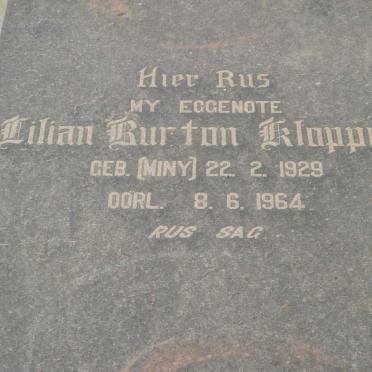 Hier Rus
MY EGGENOTE
Lilian Burton Klopp
GEB. (MINY) 22. 2. 1929
OORL. 8. 6. 1964
RUS SAG